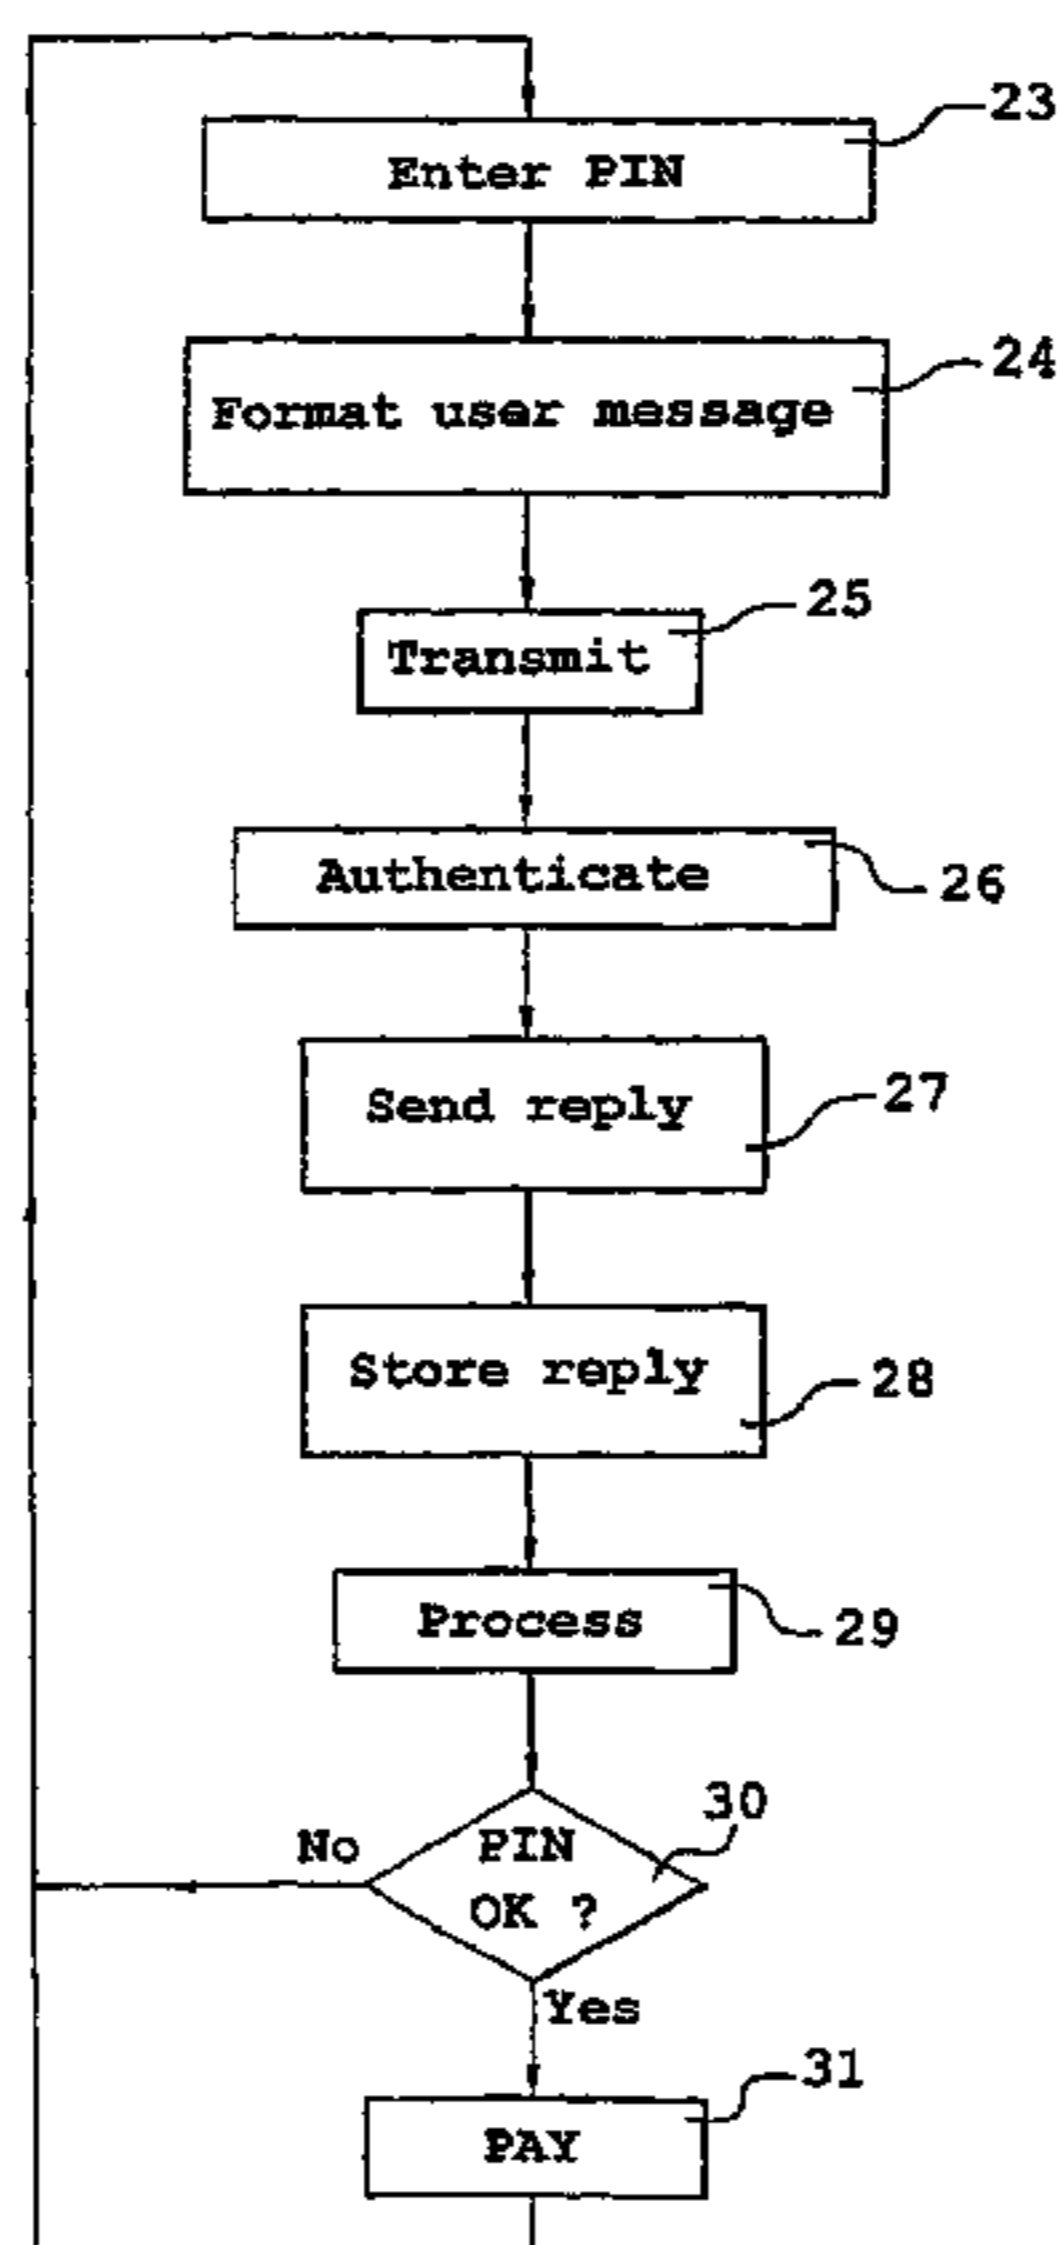 23
Enter PIN
24
Format user message
25
Transmit
Authenticate
26
Send reply
27
Store reply
28
Process
29
30
No
PIN
OK ?
Yes
31
PAY